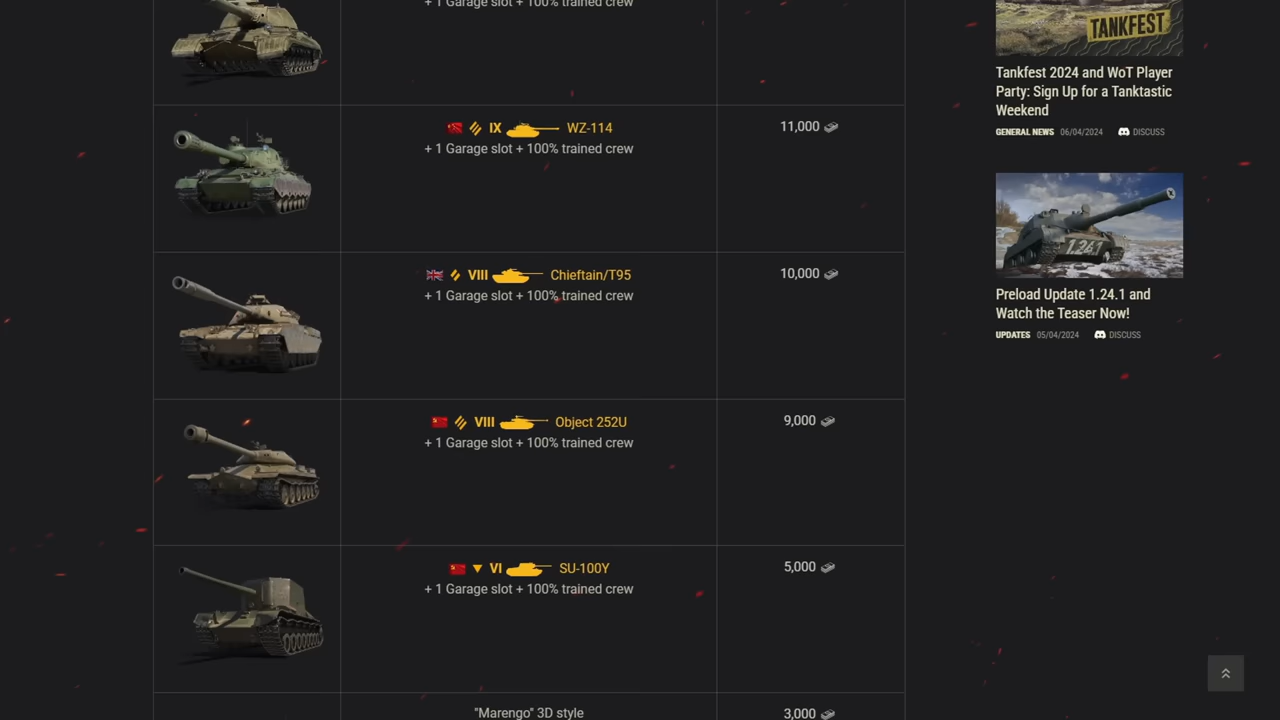 + 1 Garage slot + 100% trained crew
IX WZ-114
+ 1 Garage slot + 100% trained crew
11,000
VIII Chieftain/T95
+ 1 Garage slot + 100% trained crew
10,000
VIII Object 252U
+ 1 Garage slot + 100% trained crew
9,000
VI SU-100Y
+ 1 Garage slot + 100% trained crew
5,000
"Marengo" 3D style
3,000
TANKFEST
Tankfest 2024 and WoT Player
Party: Sign Up for a Tanktastic
Weekend
GENERAL NEWS 06/04/2024 DISCUSS
1.24.1
Preload Update 1.24.1 and
Watch the Teaser Now!
UPDATES 05/04/2024 DISCUSS